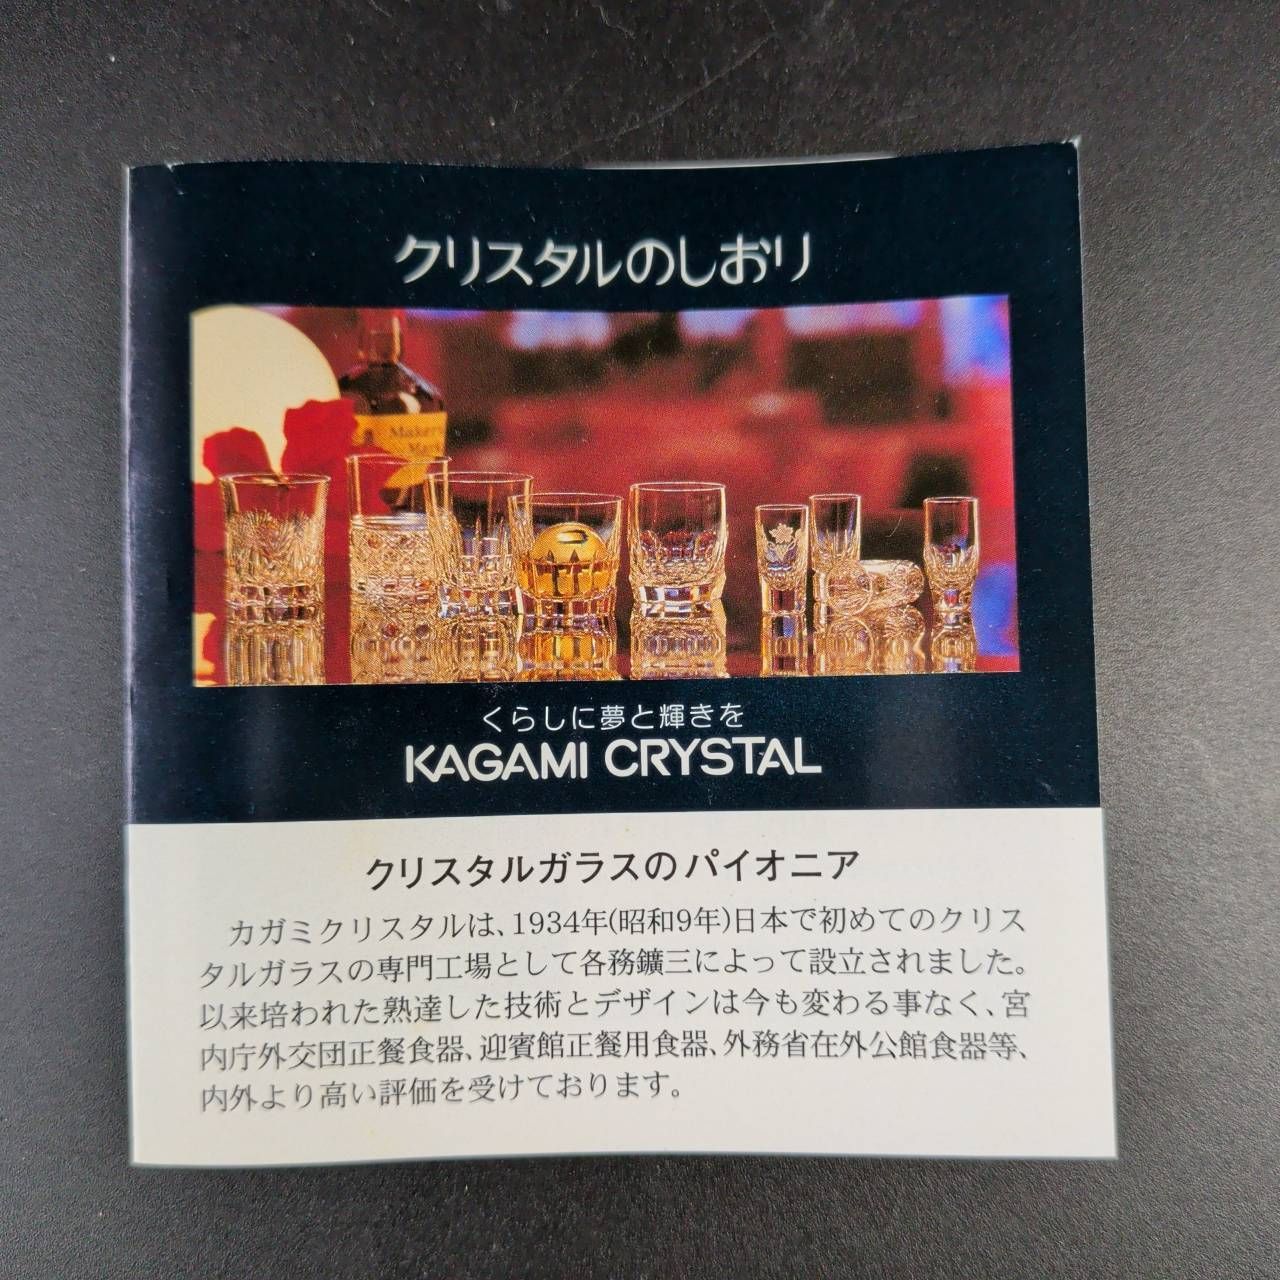 クリスタルのしおり
Maker's
Mark
くらしに夢と輝きを
KAGAMI CRYSTAL
クリスタルガラスのパイオニア
カガミクリスタルは、1934年(昭和9年)日本で初めてのクリス
タルガラスの専門工場として各務鑛三によって設立されました。
以来培われた熟達した技術とデザインは今も変わる事なく、宮
内庁外交団正餐食器、迎賓館正餐用食器、外務省在外公館食器等、
内外より高い評価を受けております。